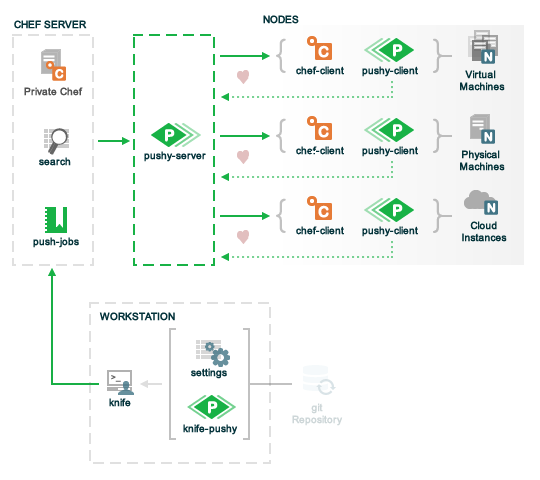 CHEF SERVER
NODES
Private Chef
search
push-jobs
pushy-server
chef-client
pushy-client
Virtual
Machines
chef-client
pushy-client
Physical
Machines
chef-client
pushy-client
Cloud
Instances
WORKSTATION
settings
knife
knife-pushy
git
Repository
C
P
C
P
N
C
P
N
C
P
N
>_
P